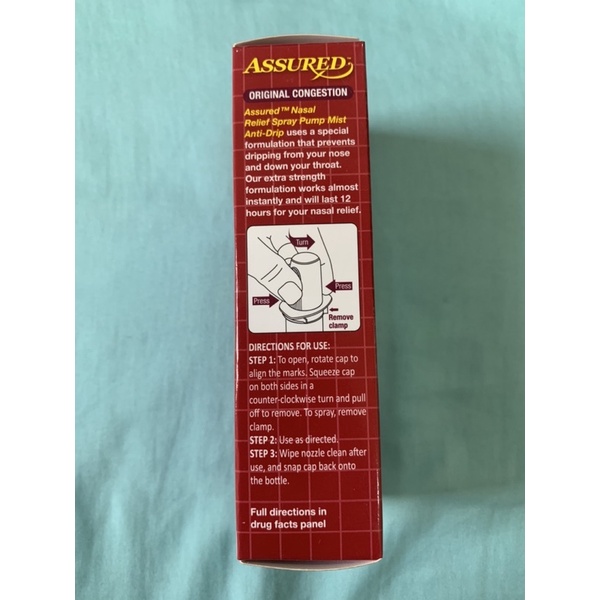 ASSURED
ORIGINAL CONGESTION
Assured™ Nasal
Relief Spray Pump Mist
Anti-Drip uses a special
formulation that prevents
dripping from your nose
and down your throat.
Our extra strength
formulation works almost
instantly and will last 12
hours for your nasal relief.
Turn
Press
Press
Remove
clamp
DIRECTIONS FOR USE:
STEP 1: To open, rotate cap to
align the marks. Squeeze cap
on both sides in a
counter-clockwise turn and pull
off to remove. To spray, remove
clamp.
STEP 2: Use as directed.
STEP 3: Wipe nozzle clean after
use, and snap cap back onto
the bottle.
Full directions in
drug facts panel